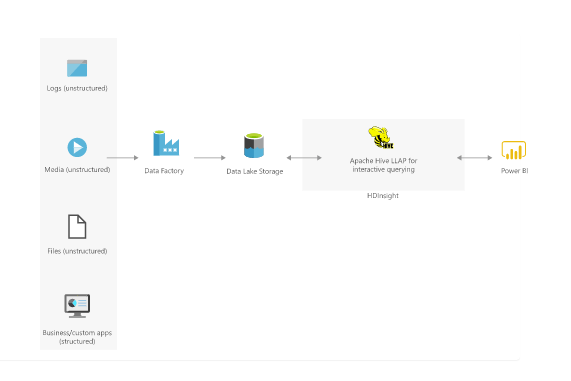 Logs (unstructured)
Media (unstructured)
Files (unstructured)
Business/custom apps
(structured)
Data Factory
Data Lake Storage
HIVE
Apache Hive LLAP for
interactive querying
HDInsight
Power BI